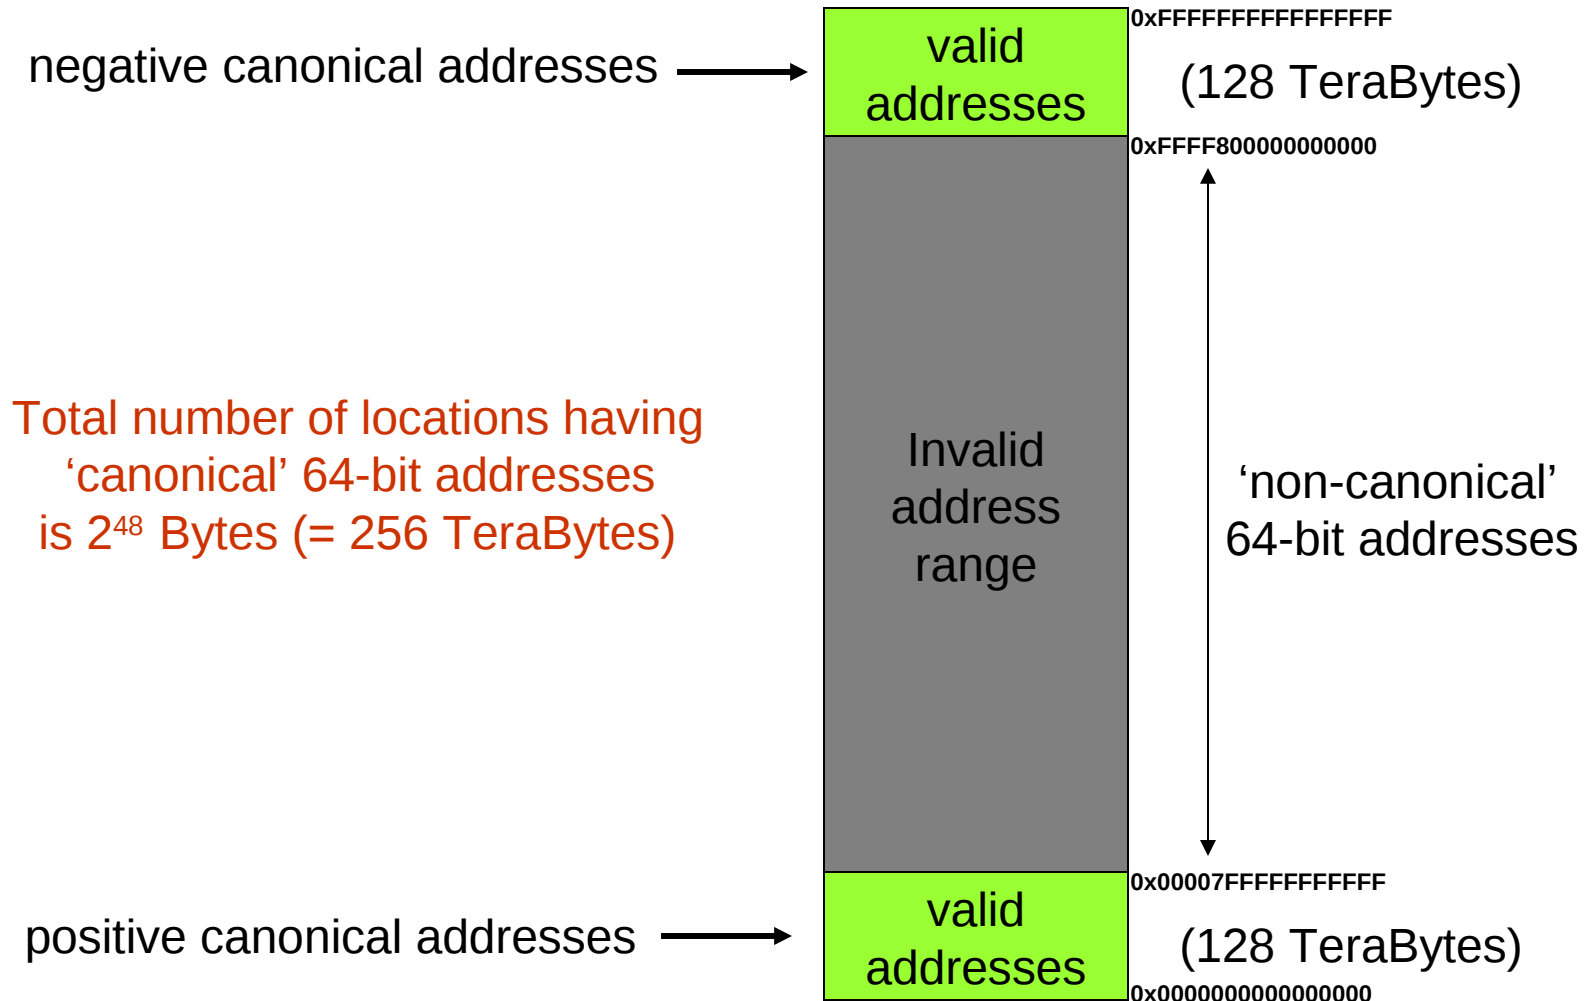 0xFFFFFFFFFFFFFFFF
negative canonical addresses
valid
addresses
(128 TeraBytes)
0xFFFF800000000000
Total number of locations having
‘canonical’ 64-bit addresses
is 2⁴⁸ Bytes (= 256 TeraBytes)
Invalid
address
range
‘non-canonical’
64-bit addresses
0x00007FFFFFFFFFFF
positive canonical addresses
valid
addresses
(128 TeraBytes)
0x0000000000000000